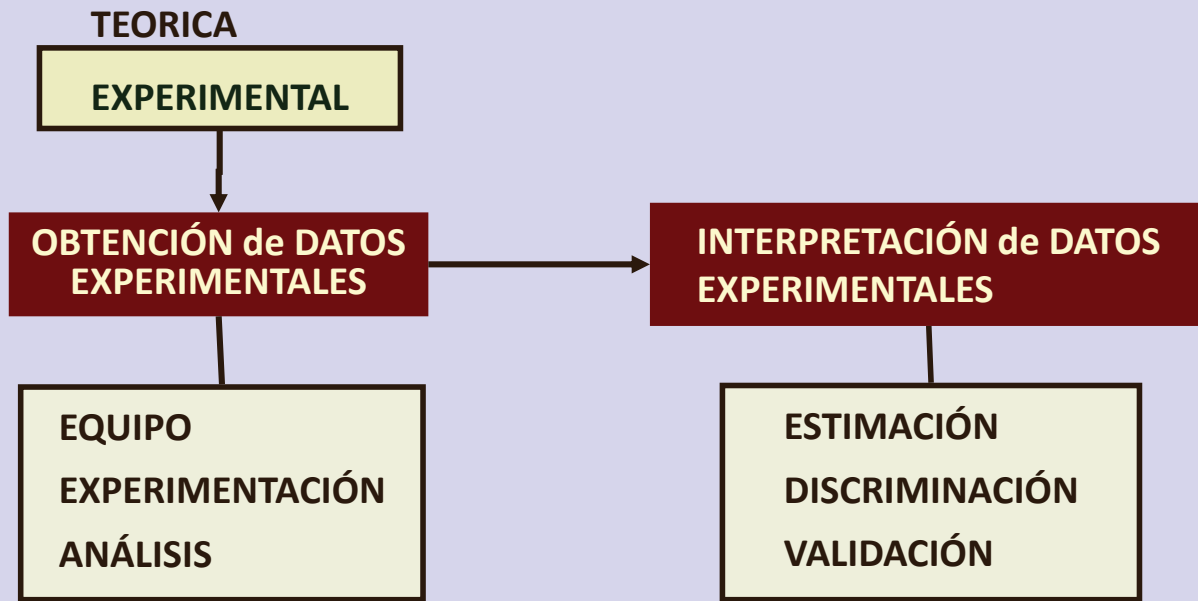 TEORICA
EXPERIMENTAL
OBTENCIÓN de DATOS
EXPERIMENTALES
INTERPRETACIÓN de DATOS
EXPERIMENTALES
EQUIPO
EXPERIMENTACIÓN
ANÁLISIS
ESTIMACIÓN
DISCRIMINACIÓN
VALIDACIÓN